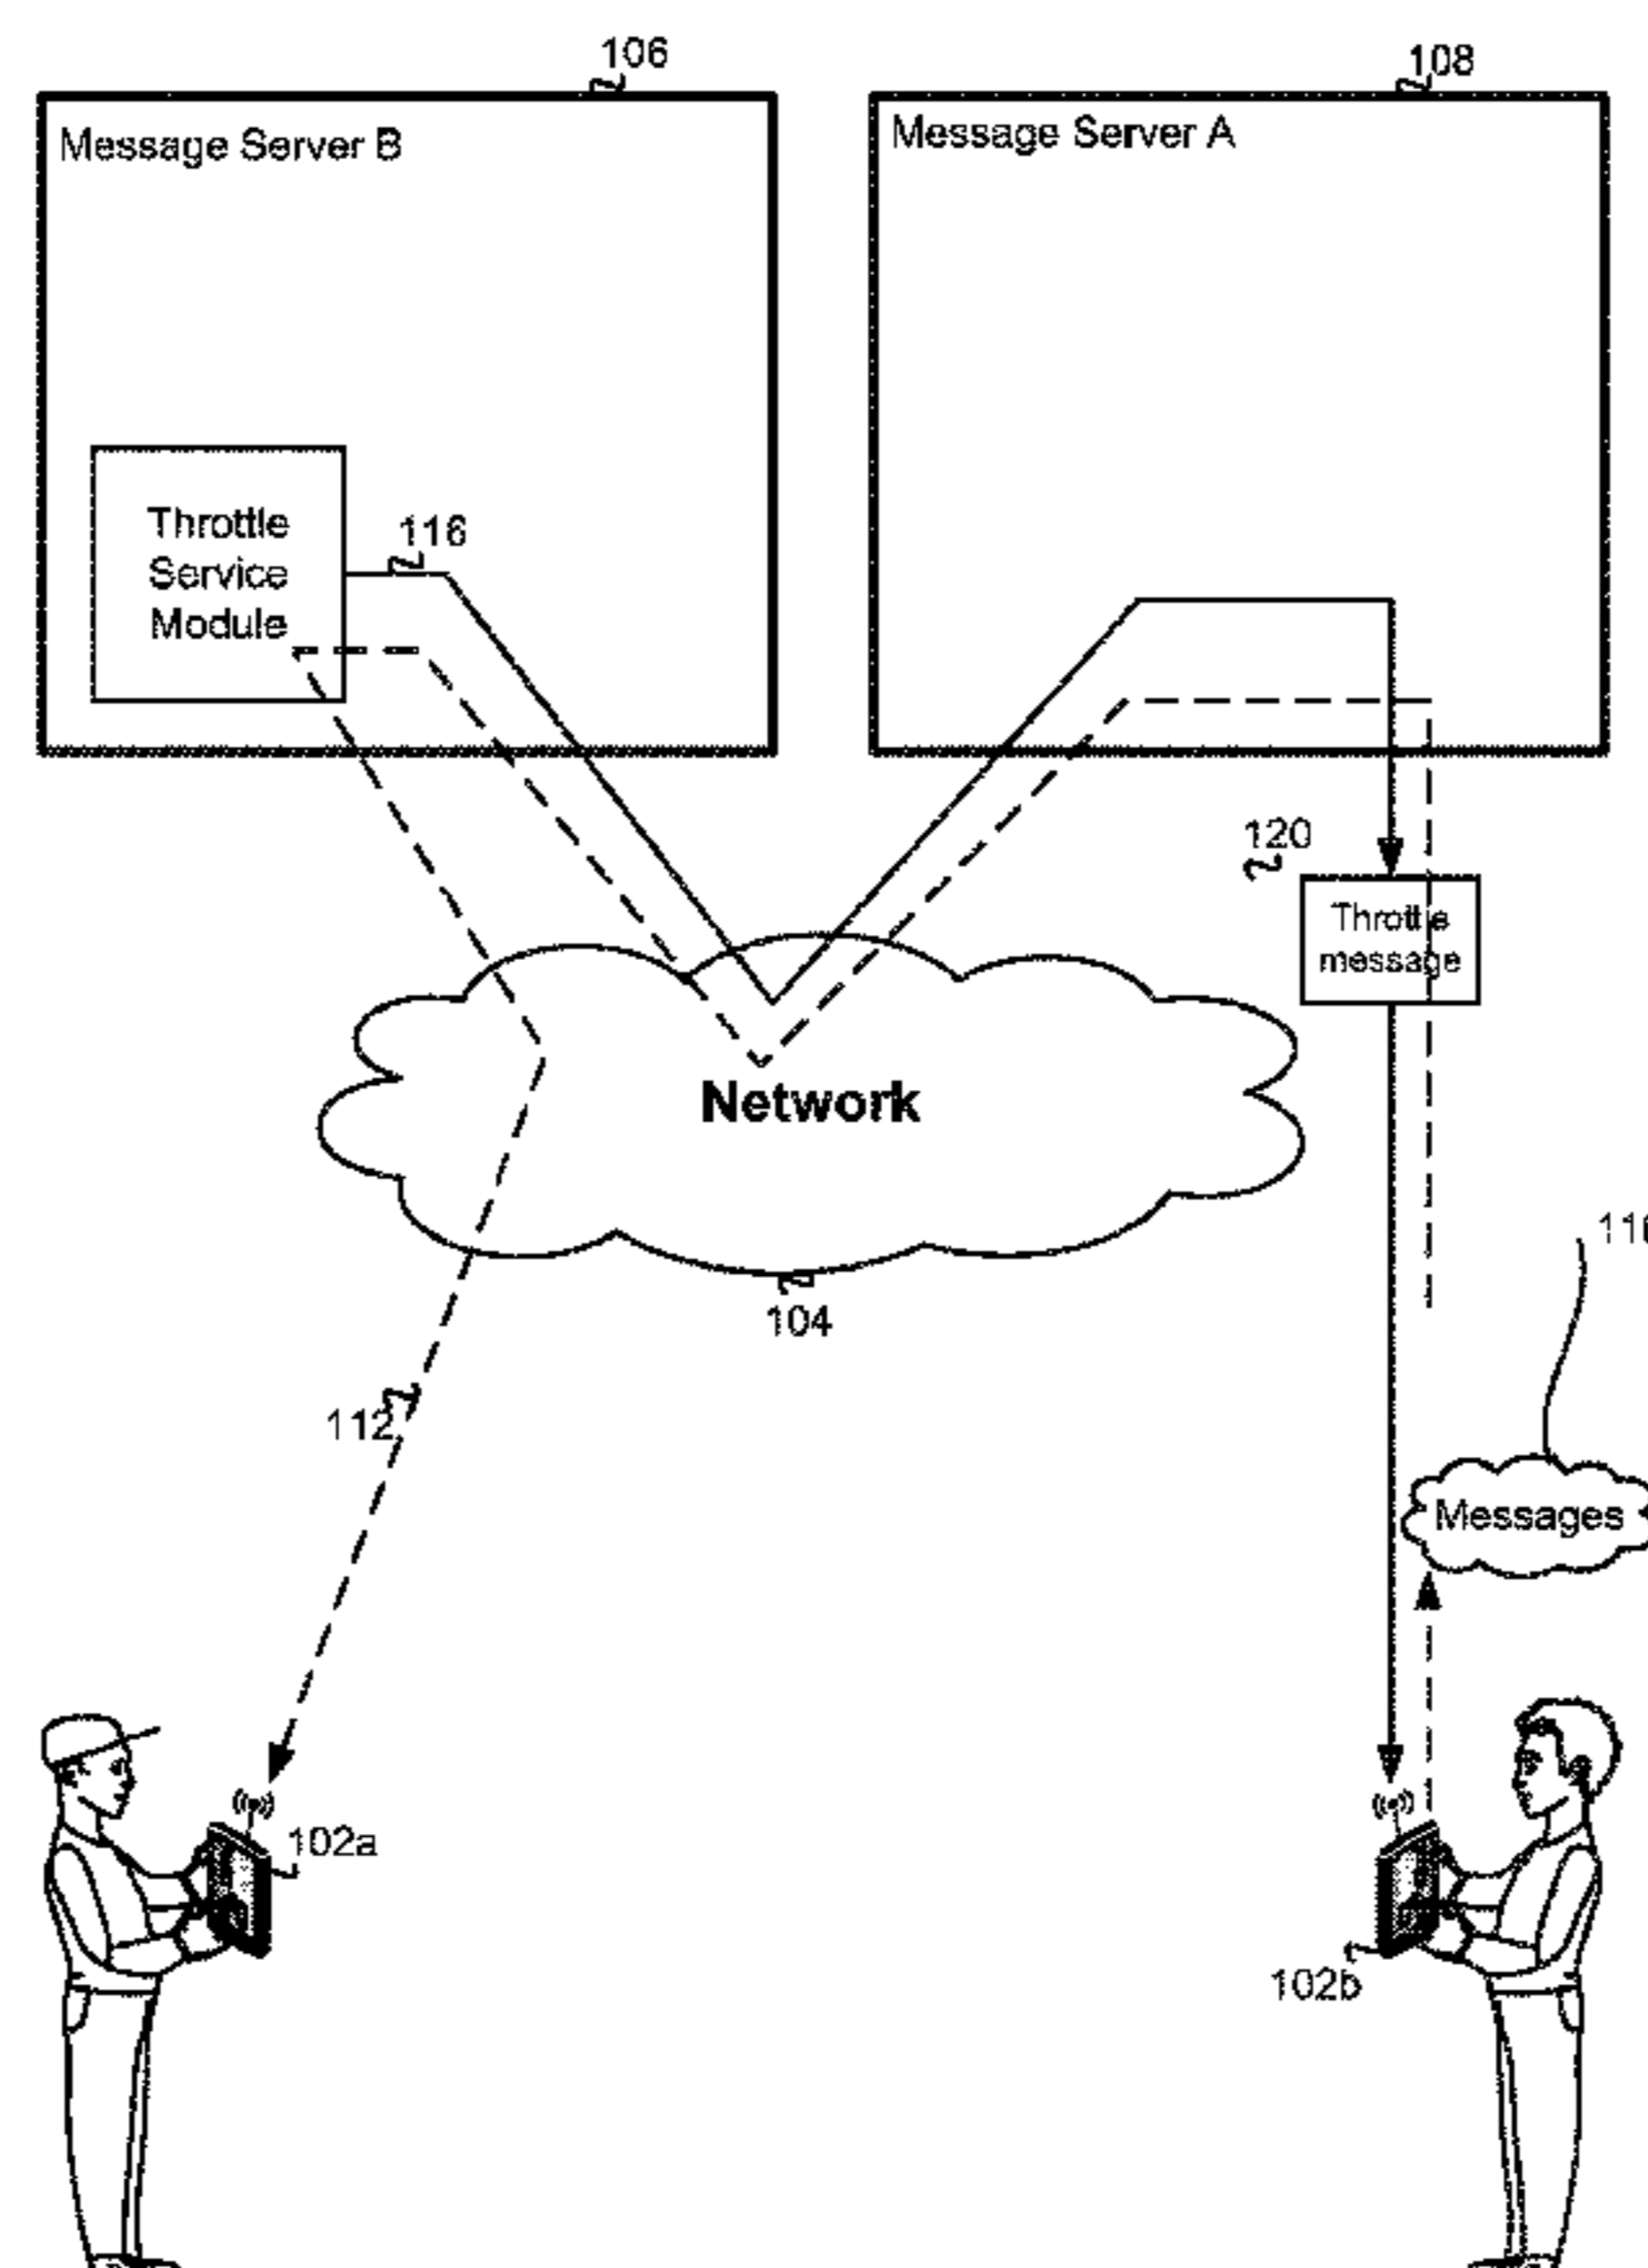 106
108
Message Server B
Message Server A
Throttle
Service
Module
116
120
Throttle
message
Network
104
112
Messages
102a
102b